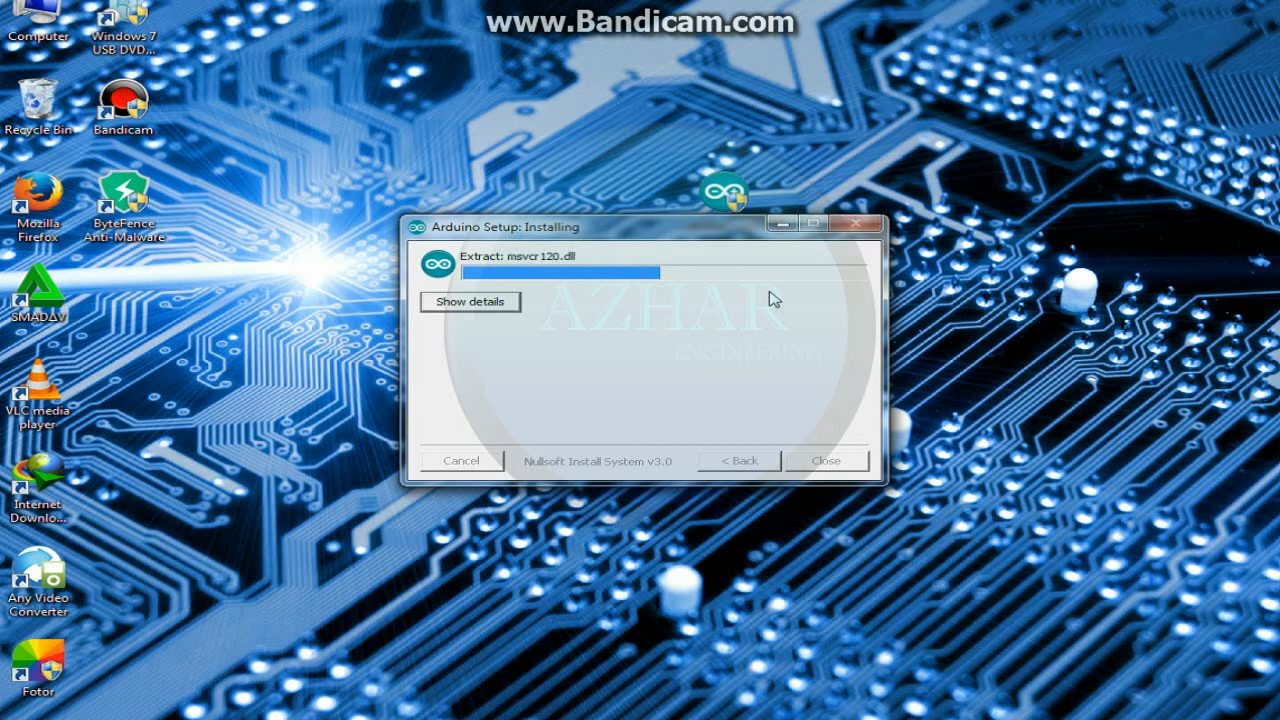 www.Bandicam.com
Computer
Windows 7
USB DVD...
Recycle Bin
Bandicam
Mozilla
Firefox
ByteFence
Anti-Malware
SMADΔV
VLC media
player
Internet
Downlo...
Any Video
Converter
Fotor
Arduino Setup: Installing
Extract: msvcr120.dll
Show details
AZHAR
ENGINEERING
Cancel
Nullsoft Install System v3.0
< Back
Close